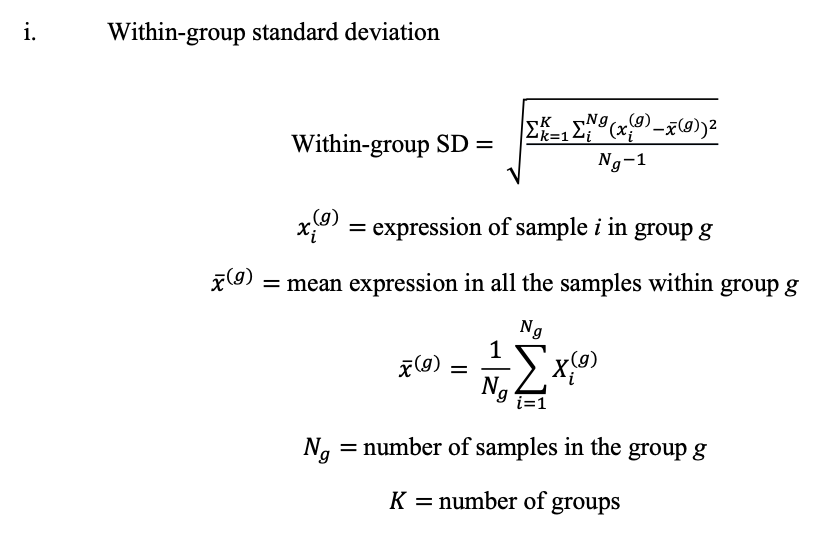 i. Within-group standard deviation
Within-group SD = √((Σ_{k=1}^{K} Σ_{i}^{Ng} (x_i^{(g)} − x̄^{(g)})²) / (N_g − 1))
x_i^{(g)} = expression of sample i in group g
x̄^{(g)} = mean expression in all the samples within group g
x̄^{(g)} = (1 / N_g) Σ_{i=1}^{N_g} X_i^{(g)}
N_g = number of samples in the group g
K = number of groups